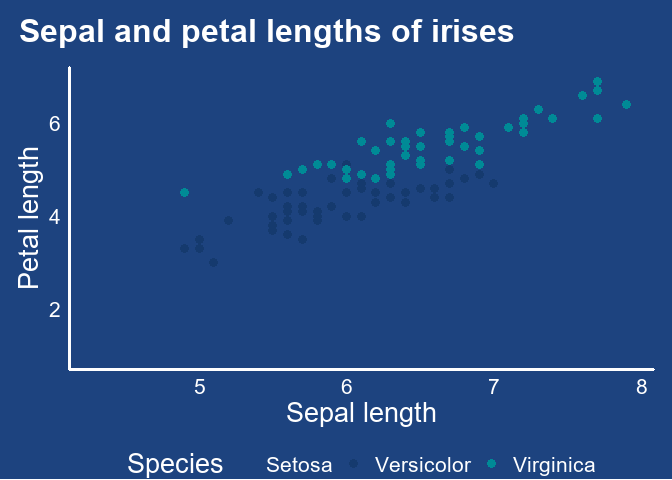 Sepal and petal lengths of irises
Petal length
6
4
2
5 6 7 8
Sepal length
Species Setosa Versicolor Virginica